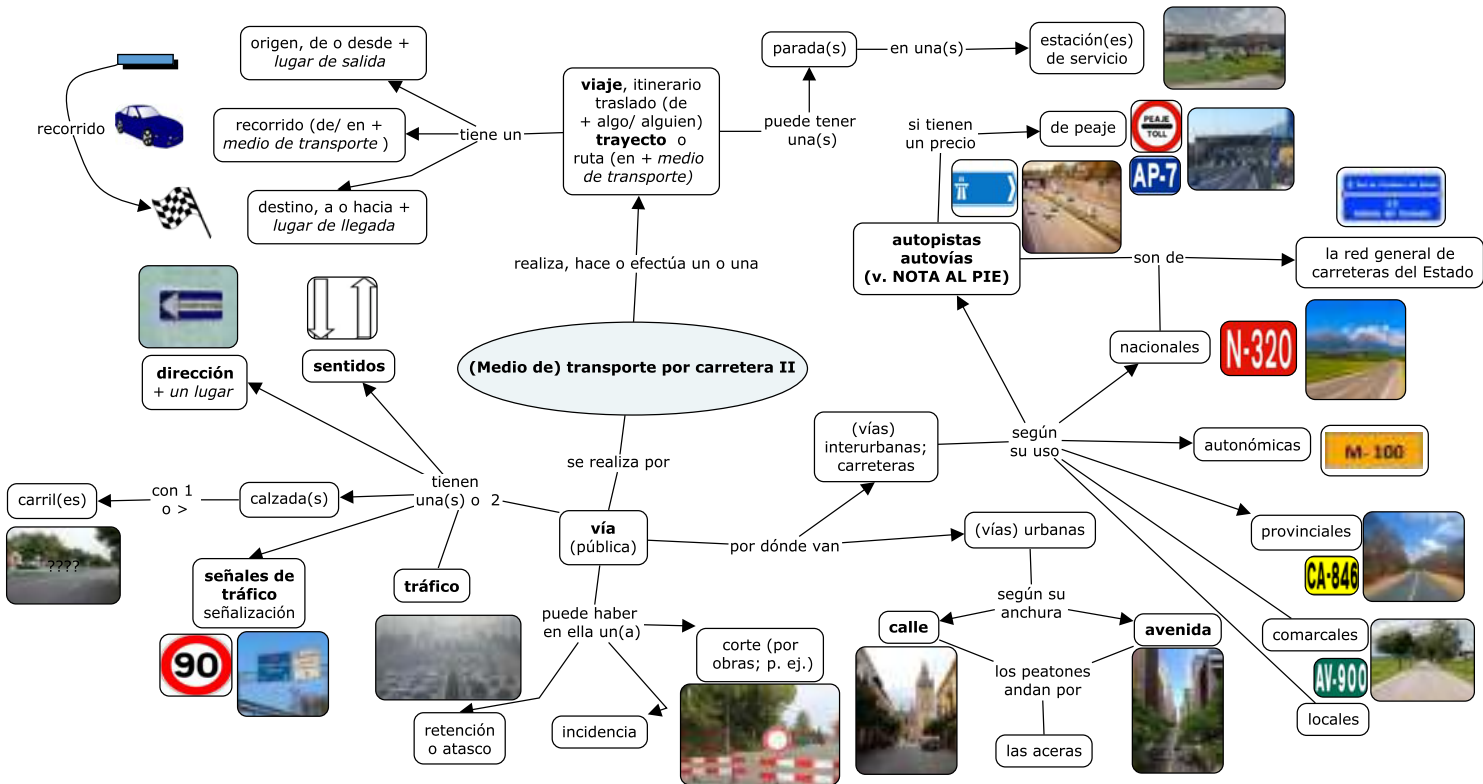 origen, de o desde +
lugar de salida
recorrido
recorrido (de/ en +
medio de transporte )
tiene un
destino, a o hacia +
lugar de llegada
viaje, itinerario
traslado (de
+ algo/ alguien)
trayecto o
ruta (en + medio
de transporte)
puede tener
una(s)
parada(s)
en una(s)
estación(es)
de servicio
si tienen
un precio
de peaje
PEAJE
TOLL
AP-7
autopistas
autovías
(v. NOTA AL PIE)
son de
la red general de
carreteras del Estado
nacionales
N-320
realiza, hace o efectúa un o una
(Medio de) transporte por carretera II
dirección
+ un lugar
sentidos
se realiza por
(vías)
interurbanas;
carreteras
según
su uso
autonómicas
M-100
provinciales
CA-846
comarcales
AV-900
locales
tienen
una(s) o 2
calzada(s)
con 1
o >
carril(es)
????
señales de
tráfico
señalización
90
tráfico
vía
(pública)
por dónde van
(vías) urbanas
según su
anchura
calle
avenida
los peatones
andan por
las aceras
puede haber
en ella un(a)
corte (por
obras; p. ej.)
retención
o atasco
incidencia